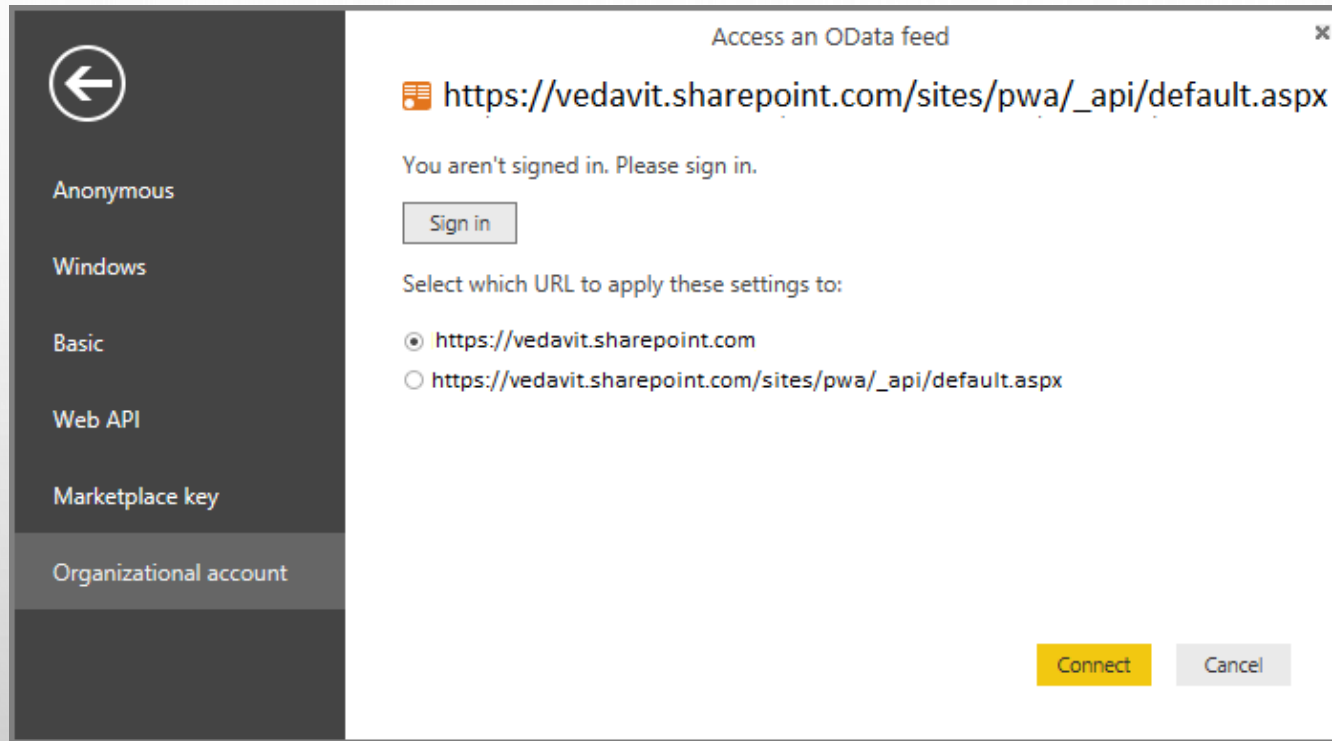 Access an OData feed
https://vedavit.sharepoint.com/sites/pwa/_api/default.aspx
You aren't signed in. Please sign in.
Sign in
Select which URL to apply these settings to:
https://vedavit.sharepoint.com
https://vedavit.sharepoint.com/sites/pwa/_api/default.aspx
Anonymous
Windows
Basic
Web API
Marketplace key
Organizational account
Connect
Cancel